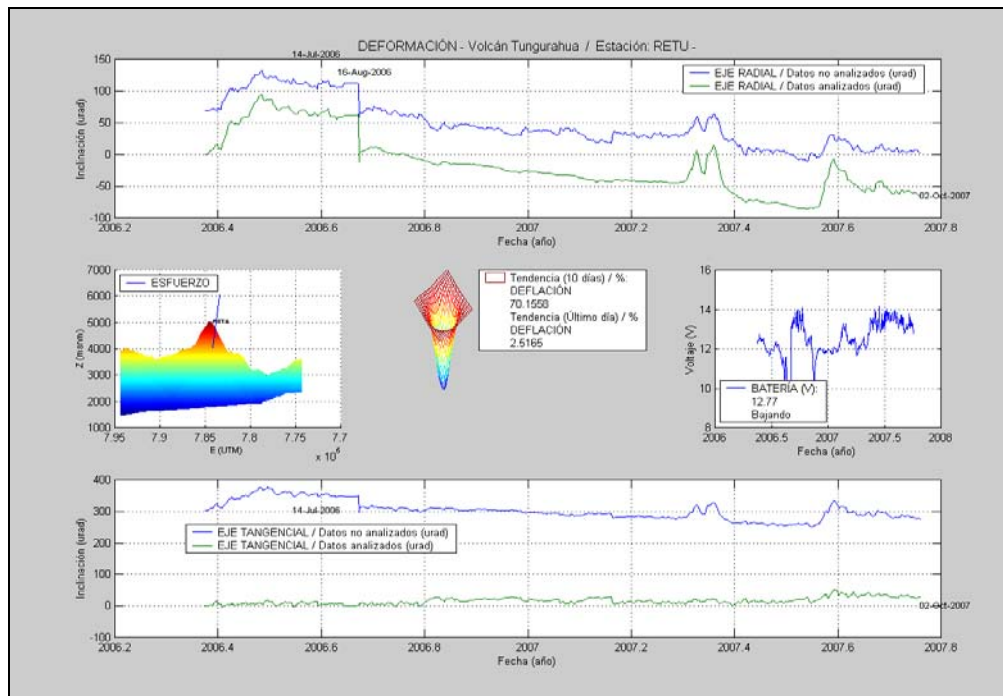 DEFORMACIÓN - Volcán Tungurahua / Estación: RETU -
14-Jul-2006
16-Aug-2006
EJE RADIAL / Datos no analizados (urad)
EJE RADIAL / Datos analizados (urad)
150
100
50
0
-50
-100
Inclinación (urad)
02-Oct-2007
2006.2 2006.4 2006.6 2006.8 2007 2007.2 2007.4 2007.6 2007.8
Fecha (año)
ESFUERZO
7000
6000
5000
4000
3000
2000
1000
Z (msnm)
7.95 7.9 7.85 7.8 7.75 7.7
E (UTM)
x 10^6
Tendencia (10 días) / %:
DEFLACIÓN
70.1558
Tendencia (Último día) / %
DEFLACIÓN
2.5165
16
14
12
10
8
Voltaje (V)
BATERÍA (V):
12.77
Bajando
2006 2006.5 2007 2007.5 2008
Fecha (año)
400
300
200
100
0
-100
Inclinación (urad)
14-Jul-2006
EJE TANGENCIAL / Datos no analizados (urad)
EJE TANGENCIAL / Datos analizados (urad)
02-Oct-2007
2006.2 2006.4 2006.6 2006.8 2007 2007.2 2007.4 2007.6 2007.8
Fecha (año)